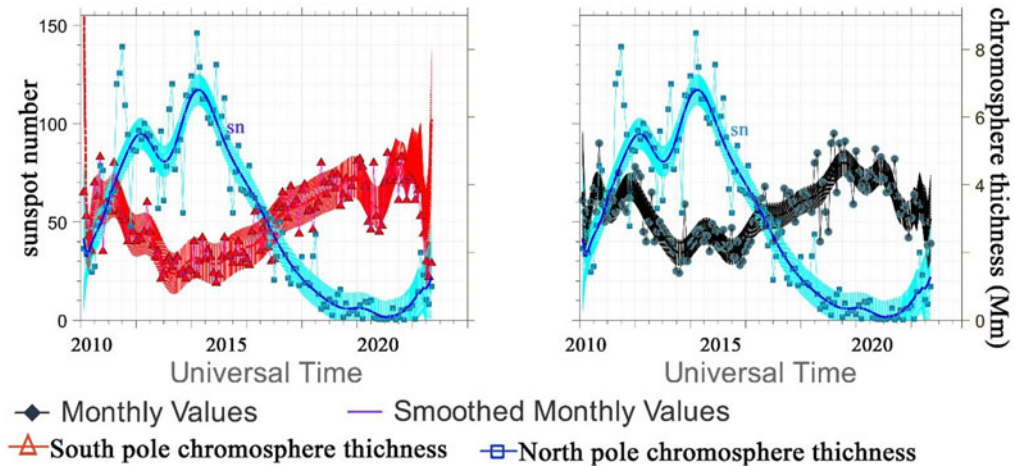 150
100
50
0
sunspot number
sn
2010
2015
2020
Universal Time
sn
8
6
4
2
0
chromosphere thichness (Mm)
2010
2015
2020
Universal Time
Monthly Values
Smoothed Monthly Values
South pole chromosphere thichness
North pole chromosphere thichness